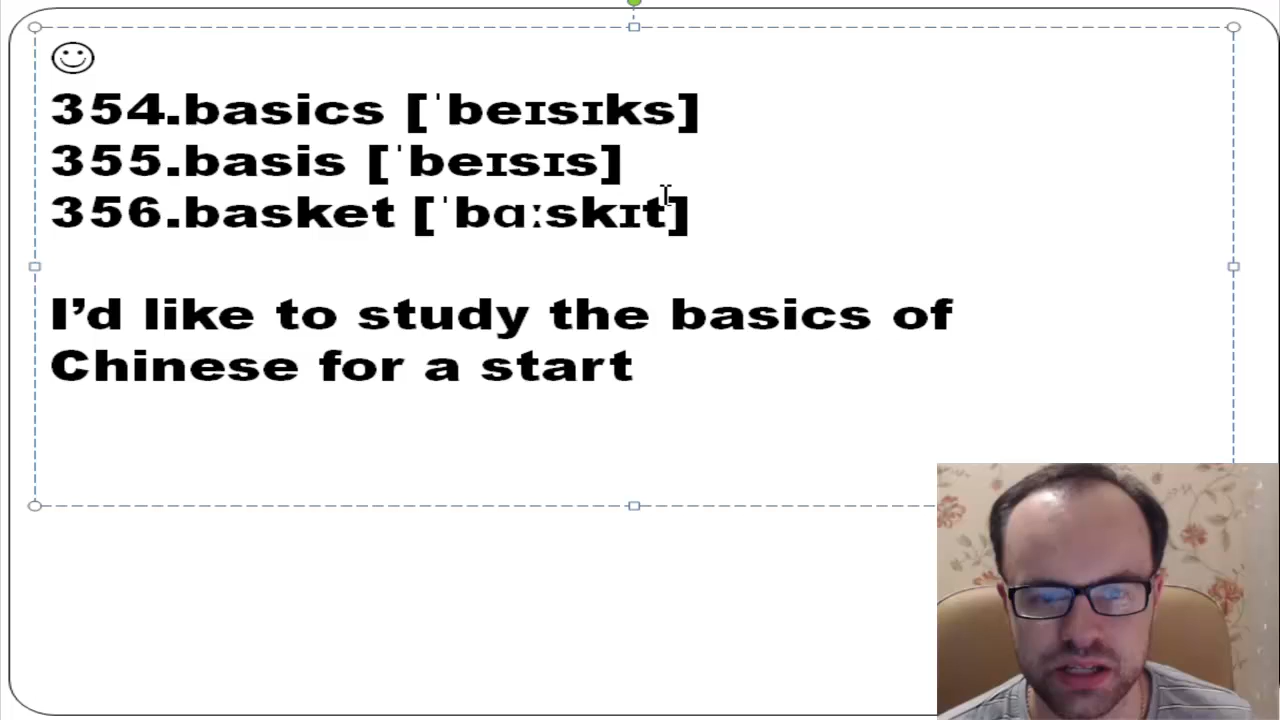 ☺
354.basics [ˈbeɪsɪks]
355.basis [ˈbeɪsɪs]
356.basket [ˈbɑːskɪt]
I’d like to study the basics of
Chinese for a start